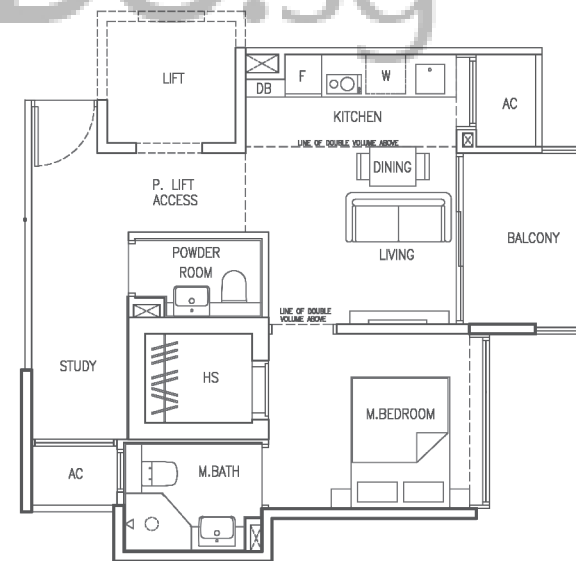 LIFT
DB
F
W
AC
KITCHEN
LINE OF DOUBLE VOLUME ABOVE
DINING
P. LIFT
ACCESS
LIVING
BALCONY
POWDER
ROOM
LINE OF DOUBLE
VOLUME ABOVE
STUDY
HS
M.BEDROOM
AC
M.BATH